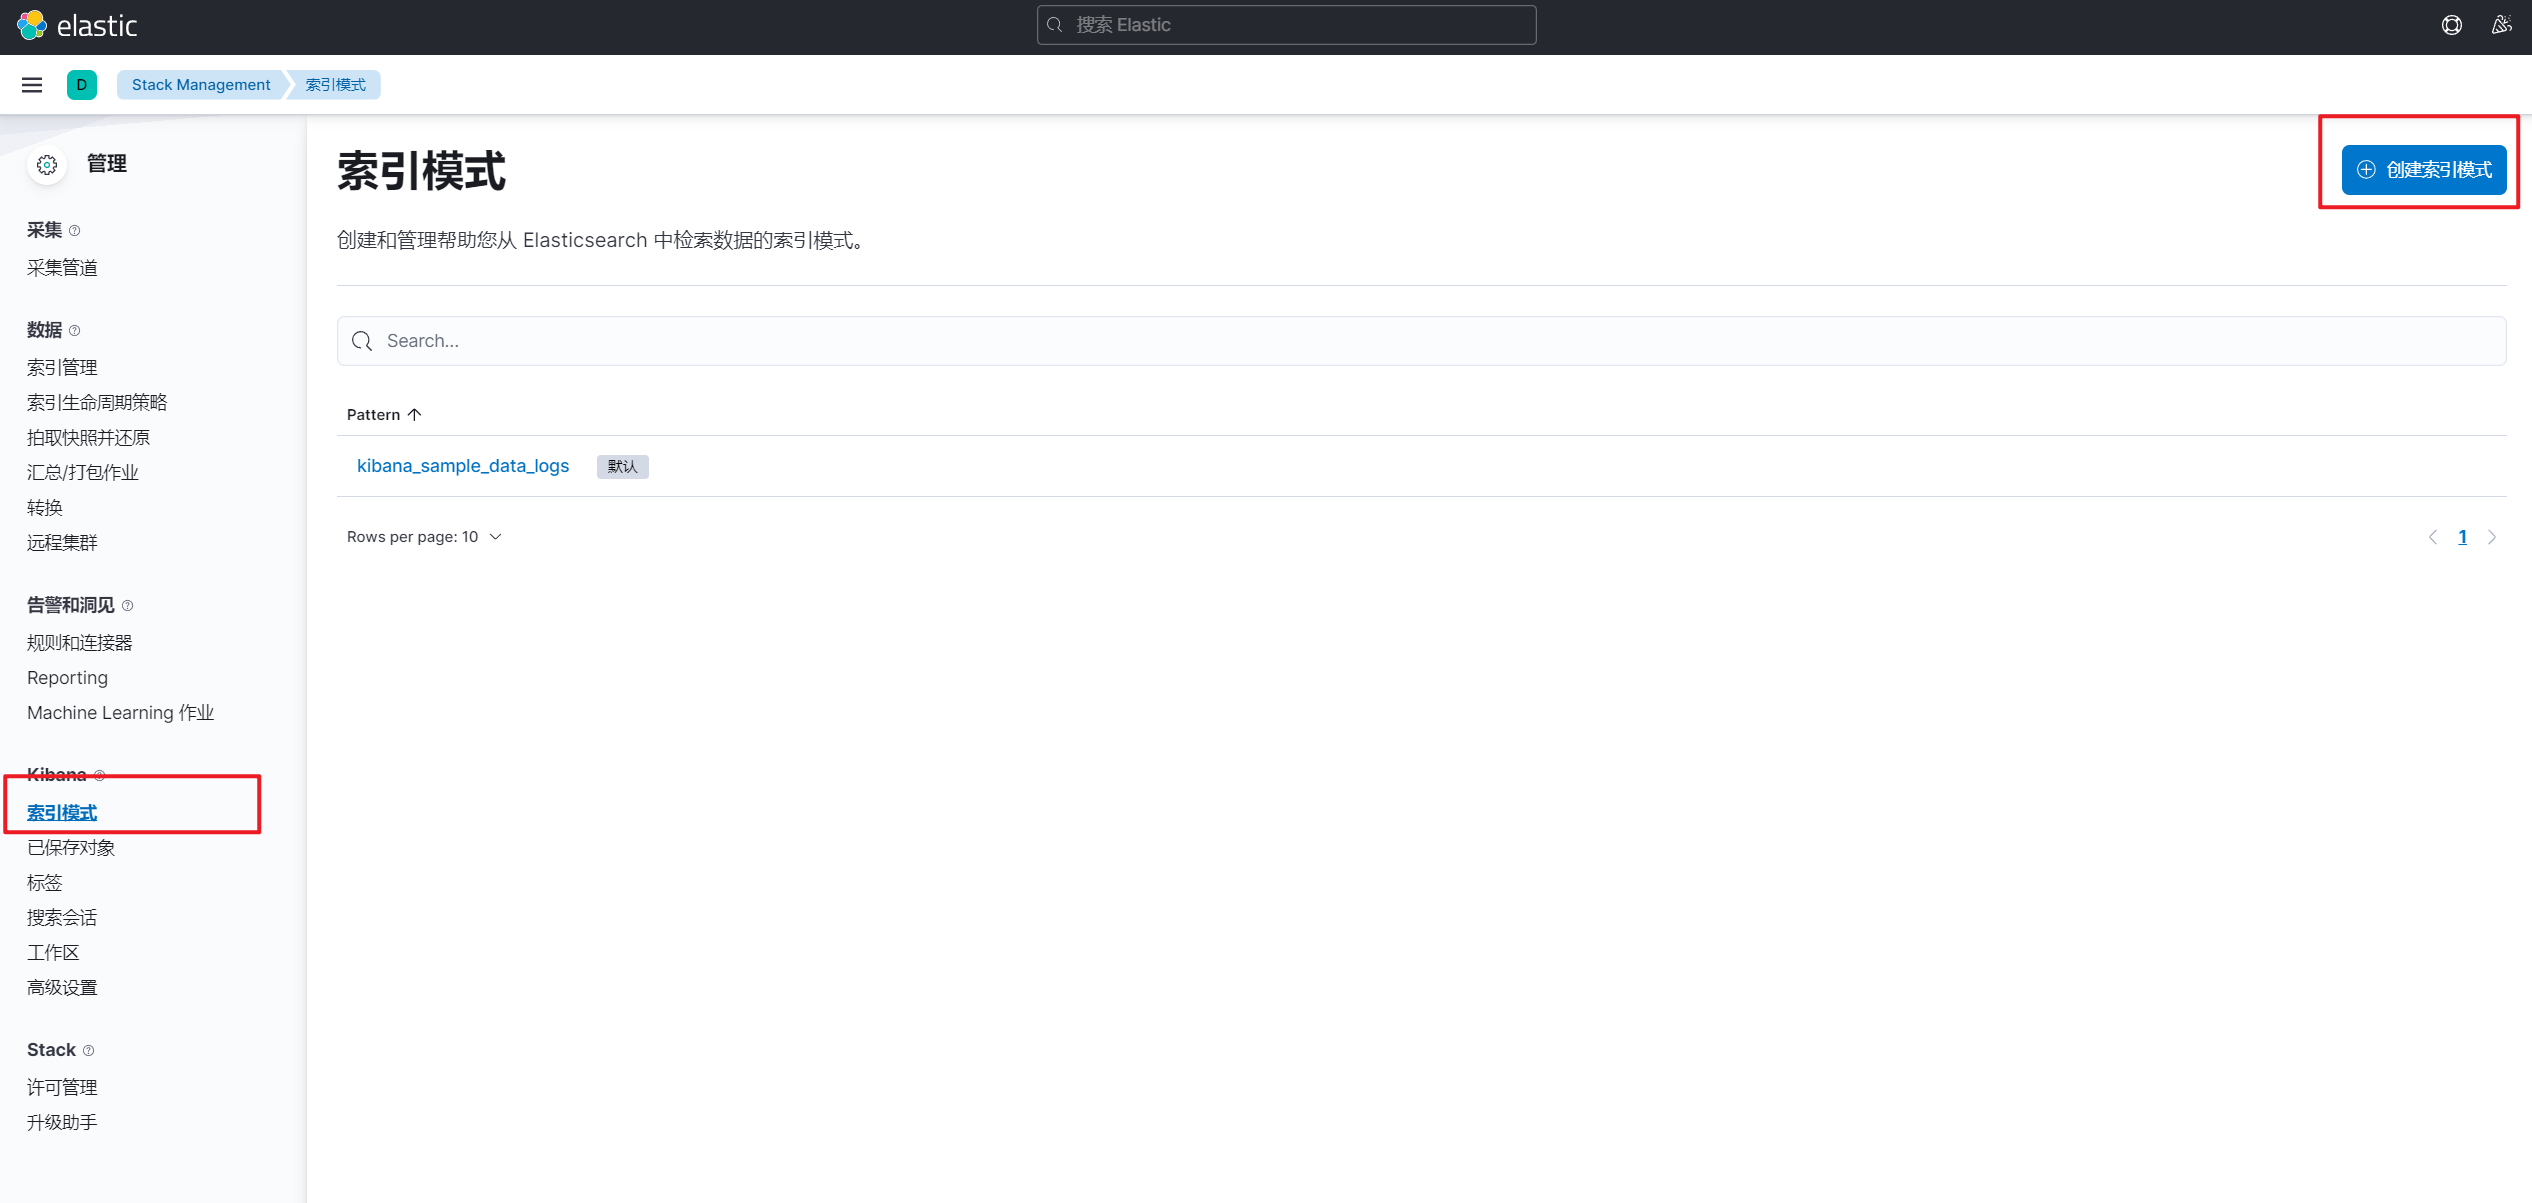 elastic
搜索 Elastic
D
Stack Management
索引模式
管理
采集
采集管道
数据
索引管理
索引生命周期策略
拍取快照并还原
汇总/打包作业
转换
远程集群
告警和洞见
规则和连接器
Reporting
Machine Learning 作业
Kibana
索引模式
已保存对象
标签
搜索会话
工作区
高级设置
Stack
许可管理
升级助手
索引模式
创建索引模式
创建和管理帮助您从 Elasticsearch 中检索数据的索引模式。
Search...
Pattern
kibana_sample_data_logs 默认
Rows per page: 10
1